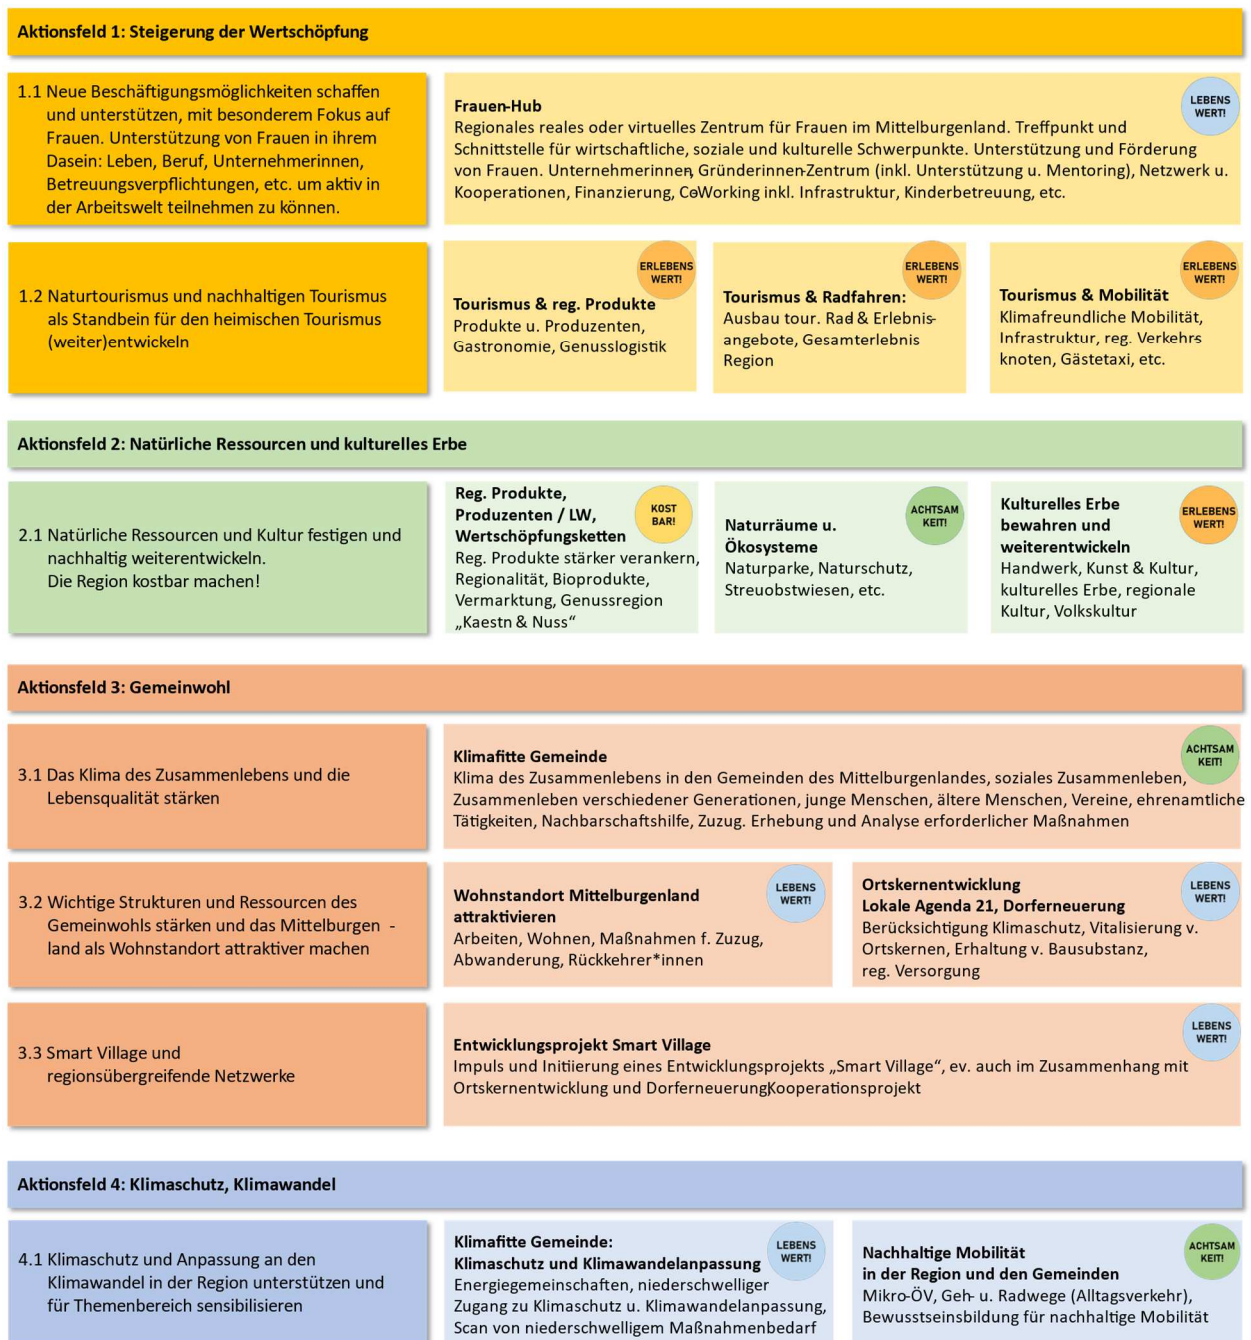 Aktionsfeld 1: Steigerung der Wertschöpfung
1.1 Neue Beschäftigungsmöglichkeiten schaffen
und unterstützen, mit besonderem Fokus auf
Frauen. Unterstützung von Frauen in ihrem
Dasein: Leben, Beruf, Unternehmerinnen,
Betreuungsverpflichtungen, etc. um aktiv in
der Arbeitswelt teilnehmen zu können.
LEBENS
WERT!
Frauen-Hub
Regionales reales oder virtuelles Zentrum für Frauen im Mittelburgenland. Treffpunkt und
Schnittstelle für wirtschaftliche, soziale und kulturelle Schwerpunkte. Unterstützung und Förderung
von Frauen. Unternehmerinnen, Gründerinnen-Zentrum (inkl. Unterstützung u. Mentoring), Netzwerk u.
Kooperationen, Finanzierung, Co-Working inkl. Infrastruktur, Kinderbetreuung, etc.
1.2 Naturtourismus und nachhaltigen Tourismus
als Standbein für den heimischen Tourismus
(weiter)entwickeln
ERLEBENS
WERT!
Tourismus & reg. Produkte
Produkte u. Produzenten,
Gastronomie, Genusslogistik
ERLEBENS
WERT!
Tourismus & Radfahren:
Ausbau tour. Rad- & Erlebnis-
angebote, Gesamterlebnis
Region
ERLEBENS
WERT!
Tourismus & Mobilität
Klimafreundliche Mobilität,
Infrastruktur, reg. Verkehrs-
knoten, Gästetaxi, etc.
Aktionsfeld 2: Natürliche Ressourcen und kulturelles Erbe
2.1 Natürliche Ressourcen und Kultur festigen und
nachhaltig weiterentwickeln.
Die Region kostbar machen!
KOST
BAR!
Reg. Produkte,
Produzenten / LW,
Wertschöpfungsketten
Reg. Produkte stärker verankern,
Regionalität, Bioprodukte,
Vermarktung, Genussregion
„Kaestn & Nuss“
ACHTSAM
KEIT!
Naturräume u.
Ökosysteme
Naturparke, Naturschutz,
Streuobstwiesen, etc.
ERLEBENS
WERT!
Kulturelles Erbe
bewahren und
weiterentwickeln
Handwerk, Kunst & Kultur,
kulturelles Erbe, regionale
Kultur, Volkskultur
Aktionsfeld 3: Gemeinwohl
3.1 Das Klima des Zusammenlebens und die
Lebensqualität stärken
ACHTSAM
KEIT!
Klimafitte Gemeinde
Klima des Zusammenlebens in den Gemeinden des Mittelburgenlandes, soziales Zusammenleben,
Zusammenleben verschiedener Generationen, junge Menschen, ältere Menschen, Vereine, ehrenamtliche
Tätigkeiten, Nachbarschaftshilfe, Zuzug. Erhebung und Analyse erforderlicher Maßnahmen
3.2 Wichtige Strukturen und Ressourcen des
Gemeinwohls stärken und das Mittelburgen -
land als Wohnstandort attraktiver machen
LEBENS
WERT!
Wohnstandort Mittelburgenland
attraktivieren
Arbeiten, Wohnen, Maßnahmen f. Zuzug,
Abwanderung, Rückkehrer*innen
LEBENS
WERT!
Ortskernentwicklung
Lokale Agenda 21, Dorferneuerung
Berücksichtigung Klimaschutz, Vitalisierung v.
Ortskernen, Erhaltung v. Bausubstanz,
reg. Versorgung
3.3 Smart Village und
regionsübergreifende Netzwerke
LEBENS
WERT!
Entwicklungsprojekt Smart Village
Impuls und Initiierung eines Entwicklungsprojekts „Smart Village“, ev. auch im Zusammenhang mit
Ortskernentwicklung und Dorferneuerung, Kooperationsprojekt
Aktionsfeld 4: Klimaschutz, Klimawandel
4.1 Klimaschutz und Anpassung an den
Klimawandel in der Region unterstützen und
für Themenbereich sensibilisieren
LEBENS
WERT!
Klimafitte Gemeinde:
Klimaschutz und Klimawandelanpassung
Energiegemeinschaften, niederschwelliger
Zugang zu Klimaschutz u. Klimawandelanpassung,
Scan von niederschwelligem Maßnahmenbedarf
ACHTSAM
KEIT!
Nachhaltige Mobilität
in der Region und den Gemeinden
Mikro-ÖV, Geh- u. Radwege (Alltagsverkehr),
Bewusstseinsbildung für nachhaltige Mobilität